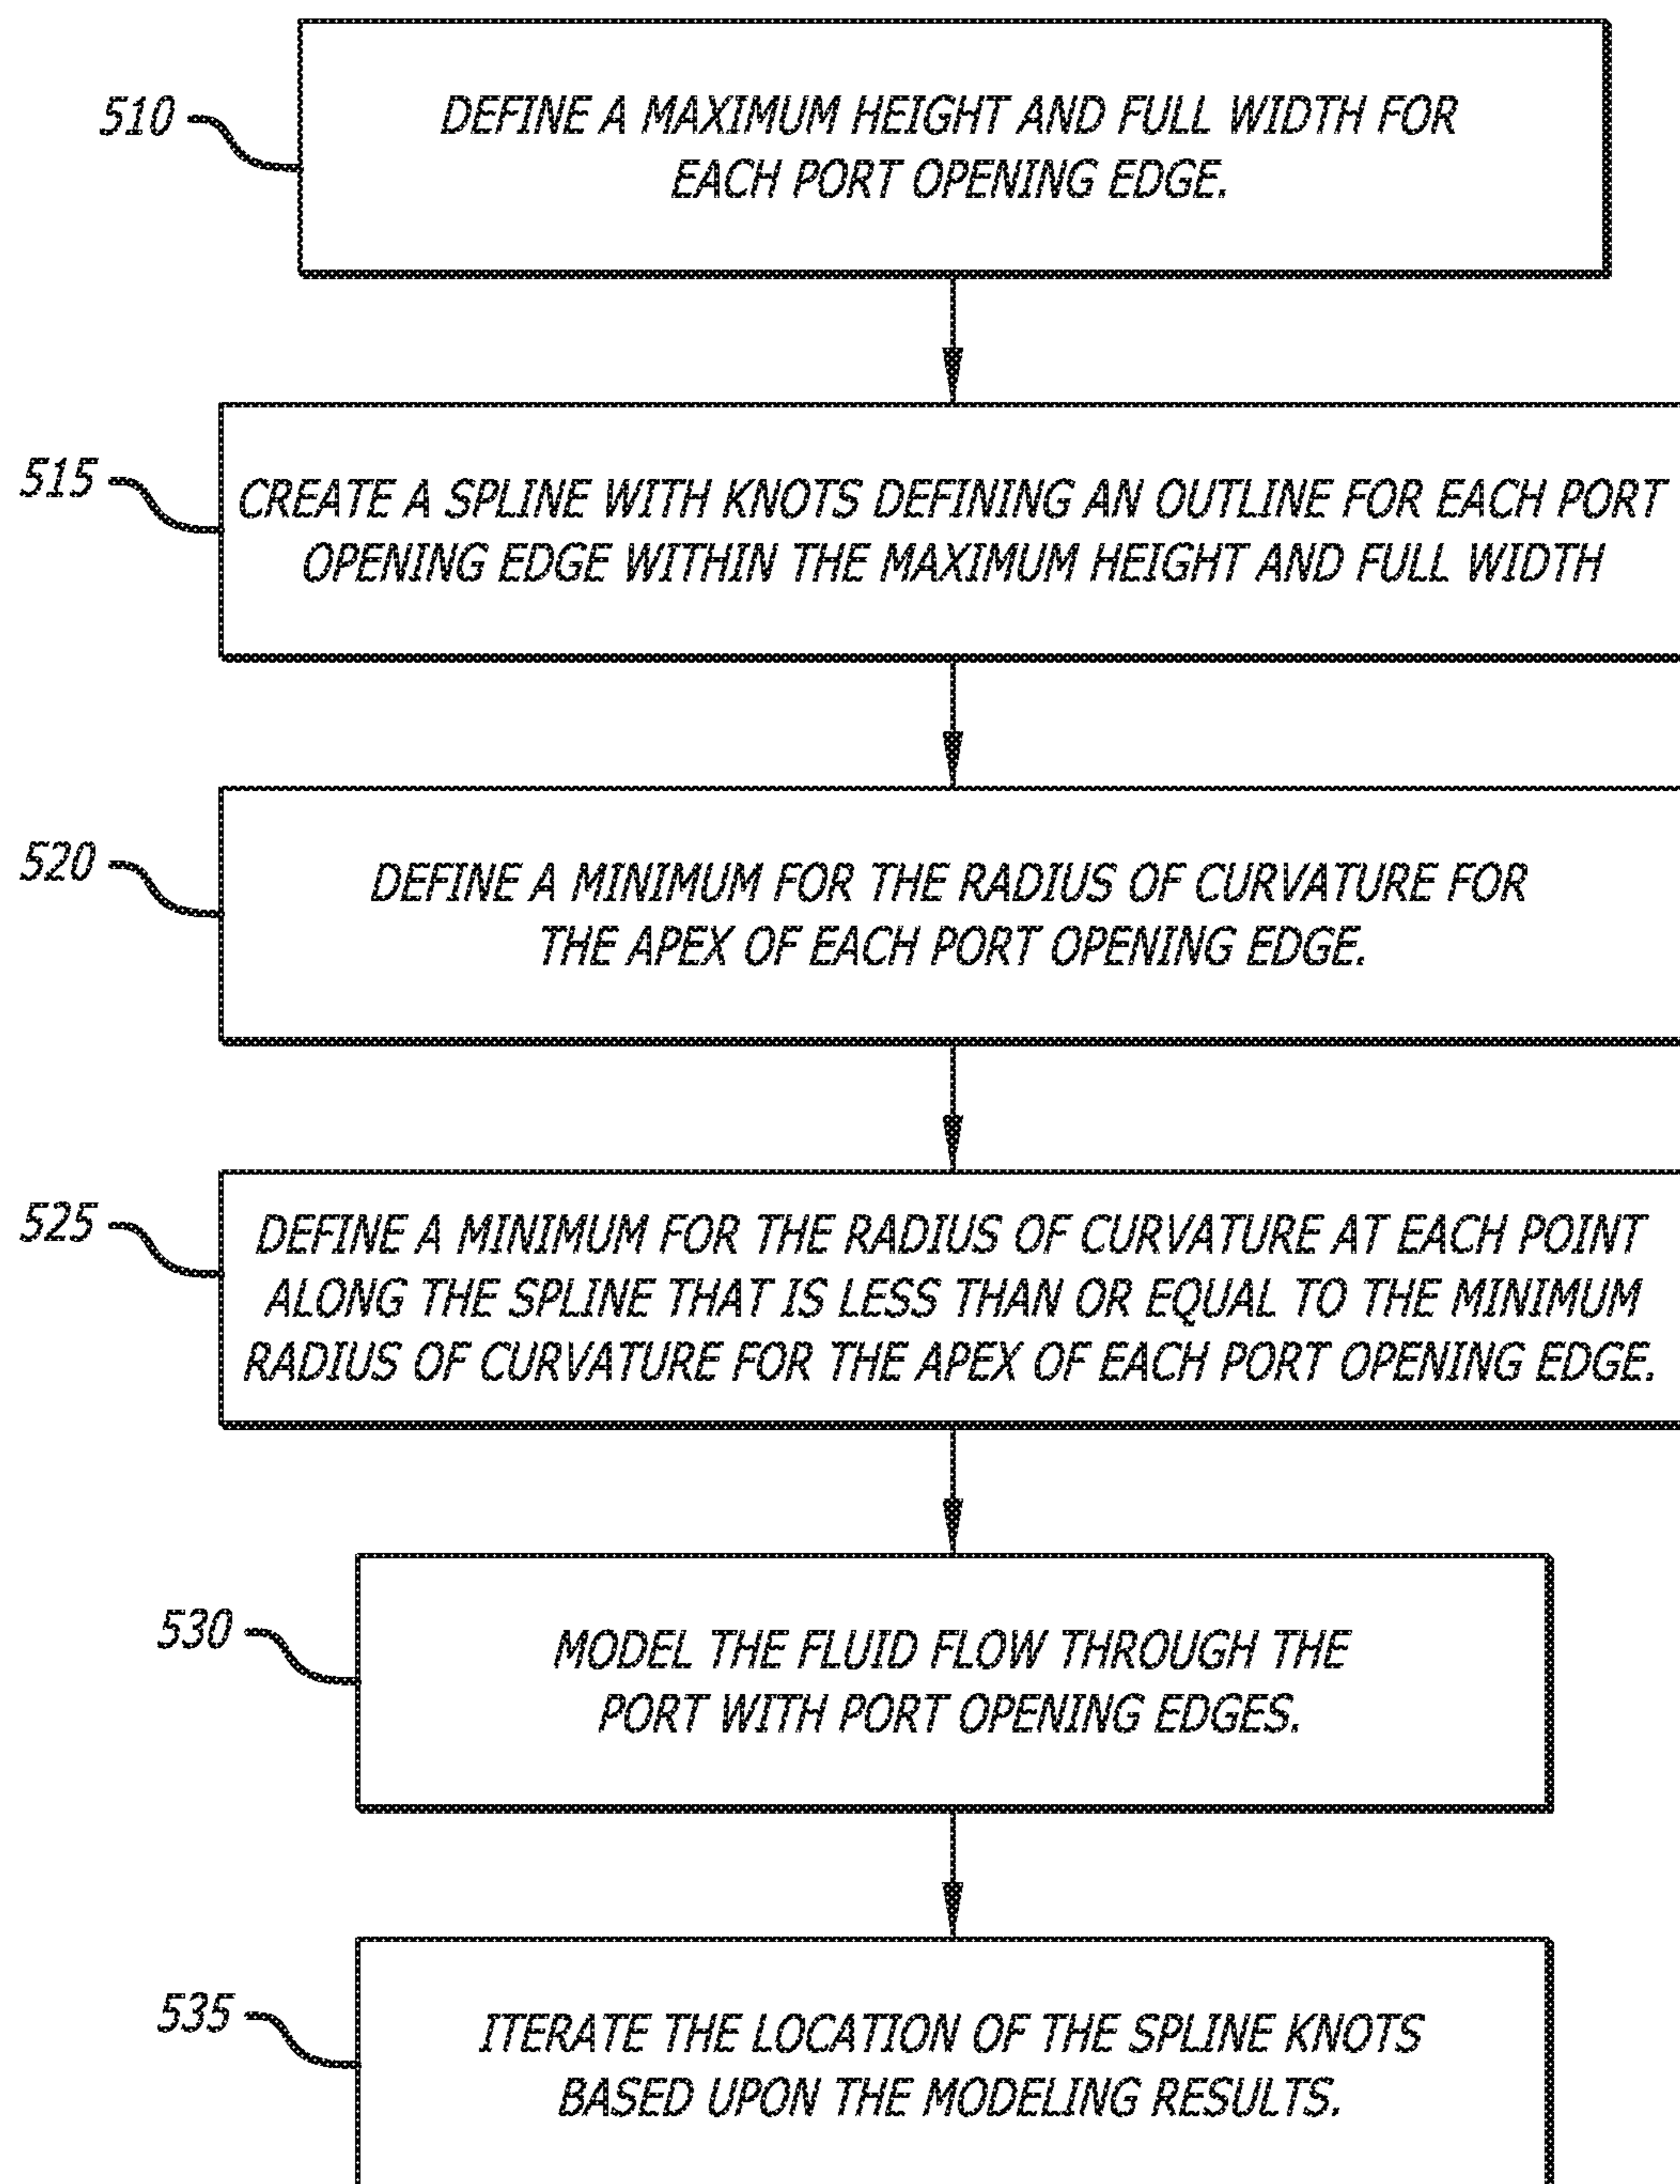 510
DEFINE A MAXIMUM HEIGHT AND FULL WIDTH FOR
EACH PORT OPENING EDGE.
515
CREATE A SPLINE WITH KNOTS DEFINING AN OUTLINE FOR EACH PORT
OPENING EDGE WITHIN THE MAXIMUM HEIGHT AND FULL WIDTH
520
DEFINE A MINIMUM FOR THE RADIUS OF CURVATURE FOR
THE APEX OF EACH PORT OPENING EDGE.
525
DEFINE A MINIMUM FOR THE RADIUS OF CURVATURE AT EACH POINT
ALONG THE SPLINE THAT IS LESS THAN OR EQUAL TO THE MINIMUM
RADIUS OF CURVATURE FOR THE APEX OF EACH PORT OPENING EDGE.
530
MODEL THE FLUID FLOW THROUGH THE
PORT WITH PORT OPENING EDGES.
535
ITERATE THE LOCATION OF THE SPLINE KNOTS
BASED UPON THE MODELING RESULTS.